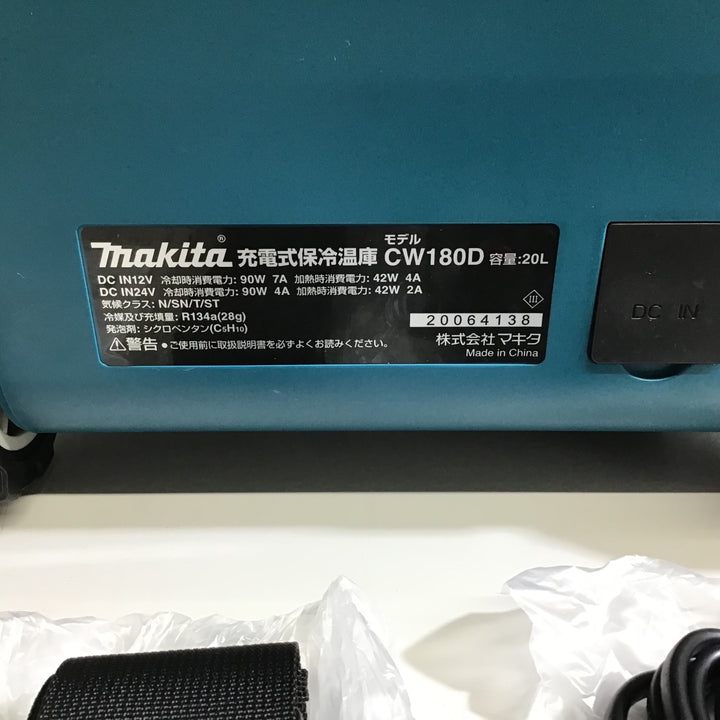 makita® 充電式保冷温庫 モデル CW180D 容量:20L
DC IN12V 冷却時消費電力: 90W 7A 加熱時消費電力: 42W 4A
DC IN24V 冷却時消費電力: 90W 4A 加熱時消費電力: 42W 2A
気候クラス: N/SN/T/ST
冷媒及び充填量: R134a(28g)
発泡剤: シクロペンタン(C₅H₁₀)
III
20064138
⚠警告 ●ご使用前に取扱説明書を必ずよくお読みください。
株式会社 マキタ
Made in China
DC IN